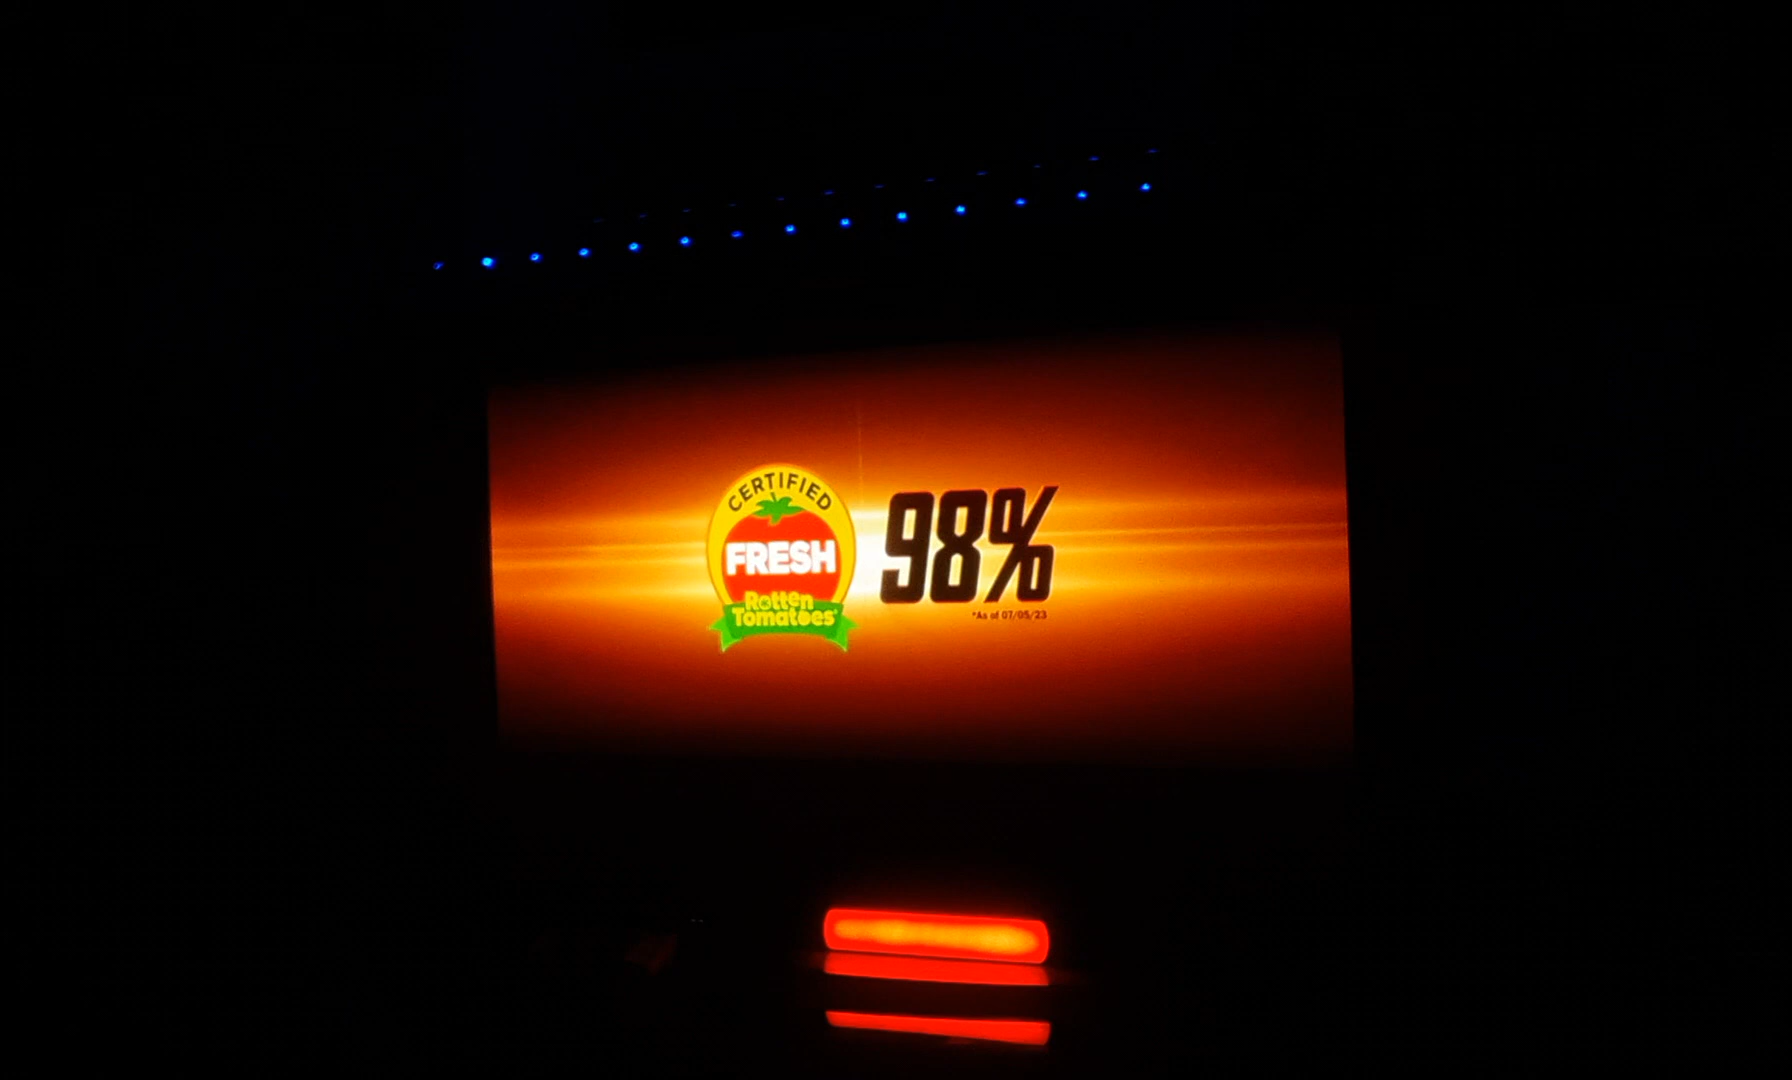 CERTIFIED
FRESH
Rotten
Tomatoes
98%
*As of 07/05/23